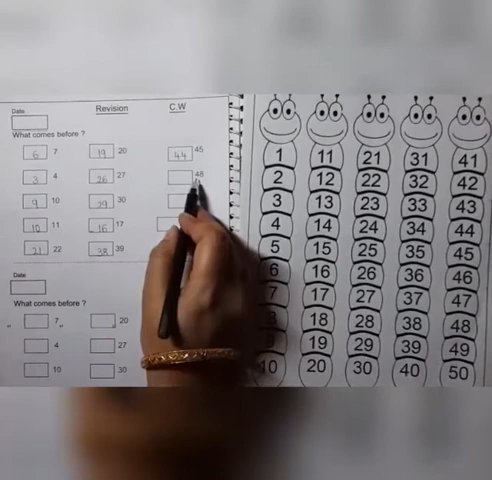 Date
Revision
C.W
What comes before ?
6 7 19 20 44 45
3 4 26 27 48
9 10 29 30
10 11 16 17
21 22 38 39
Date
What comes before ?
7 20
4 27
10 30
1 11 21 31 41
2 12 22 32 42
3 13 23 33 43
4 14 24 34 44
5 15 25 35 45
6 16 26 36 46
7 17 27 37 47
8 18 28 38 48
9 19 29 39 49
10 20 30 40 50